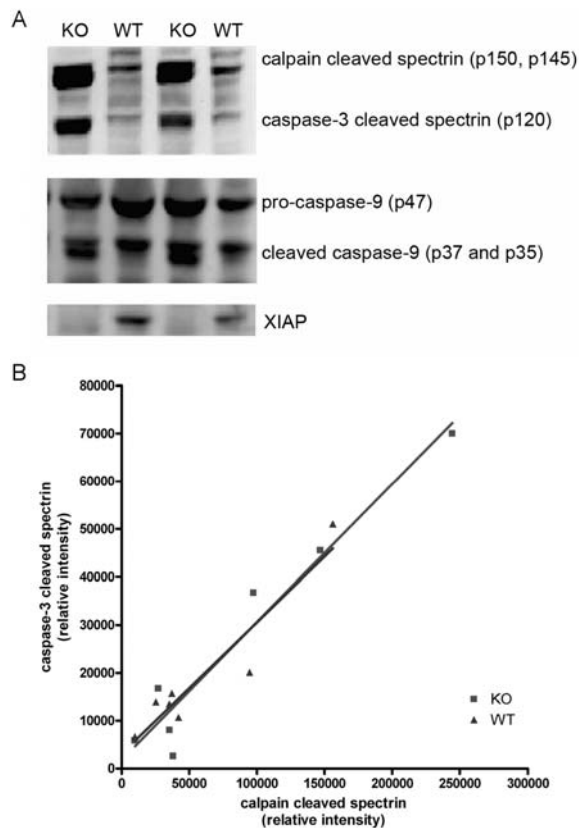 A
KO WT KO WT
calpain cleaved spectrin (p150, p145)
caspase-3 cleaved spectrin (p120)
pro-caspase-9 (p47)
cleaved caspase-9 (p37 and p35)
XIAP
B
80000
70000
60000
50000
40000
30000
20000
10000
0
caspase-3 cleaved spectrin
(relative intensity)
KO
WT
0 50000 100000 150000 200000 250000 300000
calpain cleaved spectrin
(relative intensity)